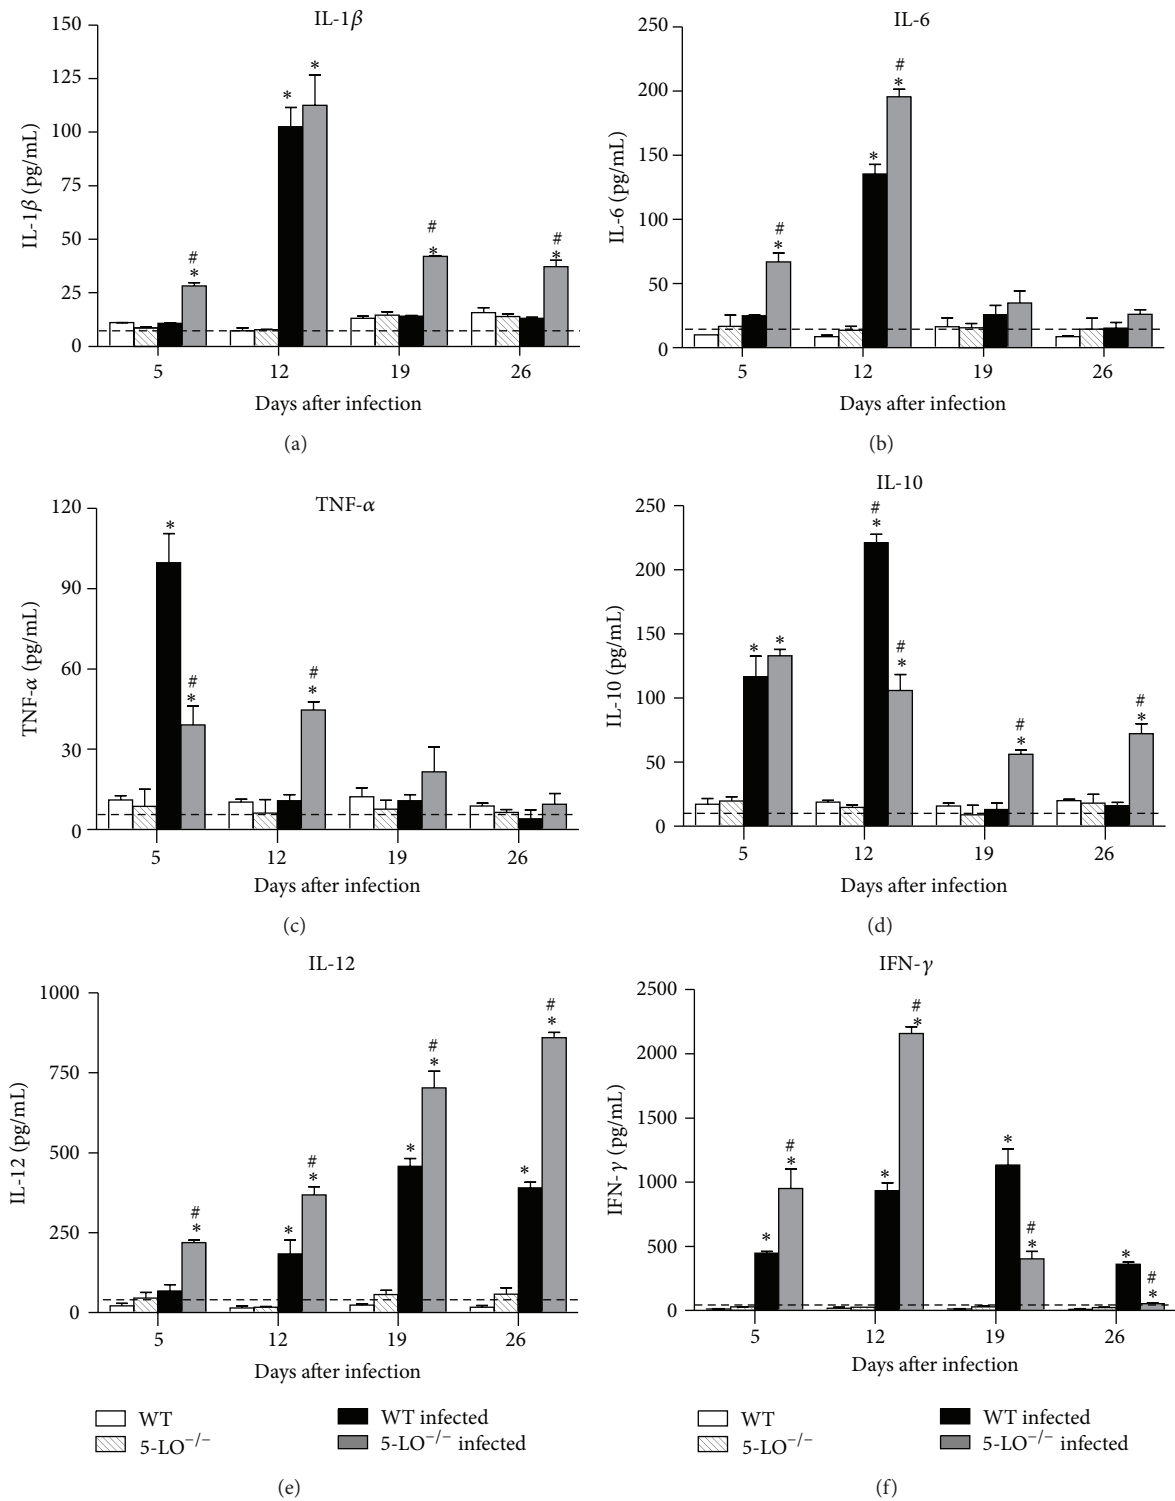 IL-1β
IL-1β (pg/mL)
150
125
100
75
50
25
0
* *
# *
# *
# *
5 12 19 26
Days after infection
(a)
IL-6
IL-6 (pg/mL)
250
200
150
100
50
0
# *
*
# *
5 12 19 26
Days after infection
(b)
TNF-α
TNF-α (pg/mL)
120
90
60
30
0
*
# *
# *
5 12 19 26
Days after infection
(c)
IL-10
IL-10 (pg/mL)
250
200
150
100
50
0
* *
# *
# *
# *
# *
5 12 19 26
Days after infection
(d)
IL-12
IL-12 (pg/mL)
1000
750
500
250
0
# *
*
# *
*
# *
*
# *
5 12 19 26
Days after infection
WT
5-LO−/−
WT infected
5-LO−/− infected
(e)
IFN-γ
IFN-γ (pg/mL)
2500
2000
1500
1000
500
0
*
# *
*
# *
*
# *
*
# *
5 12 19 26
Days after infection
WT
5-LO−/−
WT infected
5-LO−/− infected
(f)